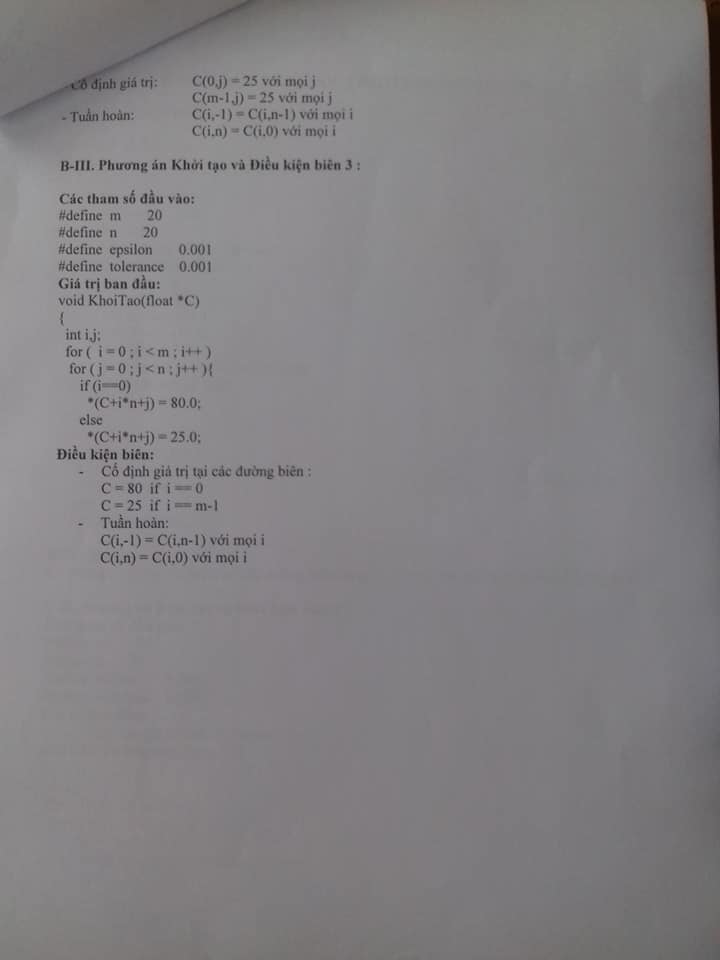 - Cố định giá trị: C(0,j) = 25 với mọi j
C(m-1,j) = 25 với mọi j
- Tuần hoàn: C(i,-1) = C(i,n-1) với mọi i
C(i,n) = C(i,0) với mọi i
B-III. Phương án Khởi tạo và Điều kiện biên 3 :
Các tham số đầu vào:
#define m 20
#define n 20
#define epsilon 0.001
#define tolerance 0.001
Giá trị ban đầu:
void KhoiTao(float *C)
{
int i,j;
for ( i = 0 ; i < m ; i++ )
for ( j = 0 ; j < n ; j++ ){
if (i==0)
*(C+i*n+j) = 80.0;
else
*(C+i*n+j) = 25.0;
Điều kiện biên:
- Cố định giá trị tại các đường biên :
C = 80 if i == 0
C = 25 if i == m-1
- Tuần hoàn:
C(i,-1) = C(i,n-1) với mọi i
C(i,n) = C(i,0) với mọi i